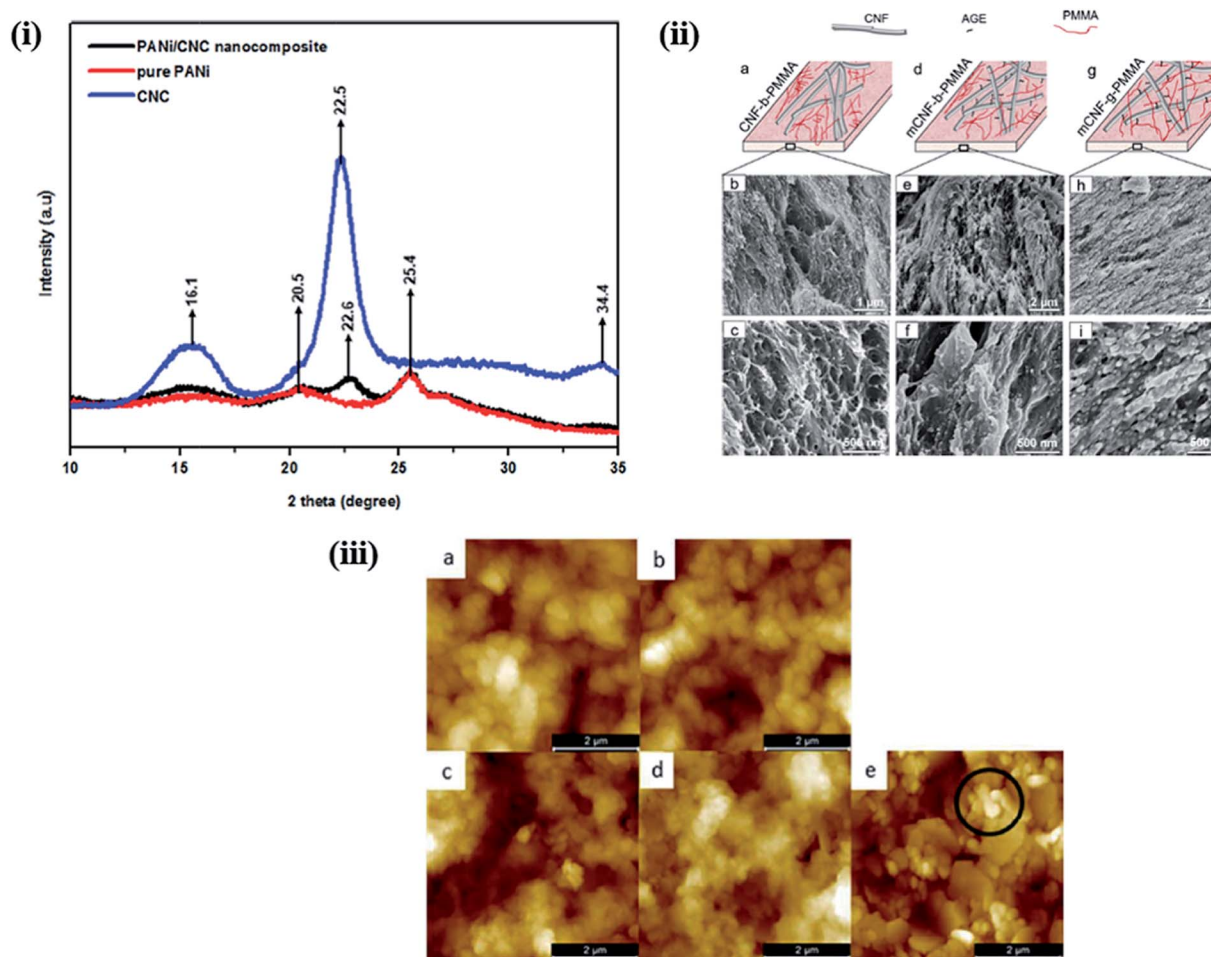 (i)
PANi/CNC nanocomposite
pure PANi
CNC
16.1
20.5
22.5
22.6
25.4
34.4
Intensity (a.u)
10 15 20 25 30 35
2 theta (degree)
(ii)
CNF AGE PMMA
a d g
CNF-b-PMMA mCNF-b-PMMA mCNF-g-PMMA
b e h
1 μm 2 μm 2
c f i
500 nm 500 nm 500
(iii)
a b
2 μm 2 μm
c d e
2 μm 2 μm 2 μm